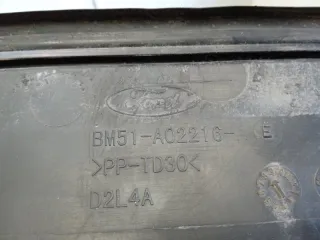 Ford
BM51-A02216- E
>PP-TD30<
D2L4A